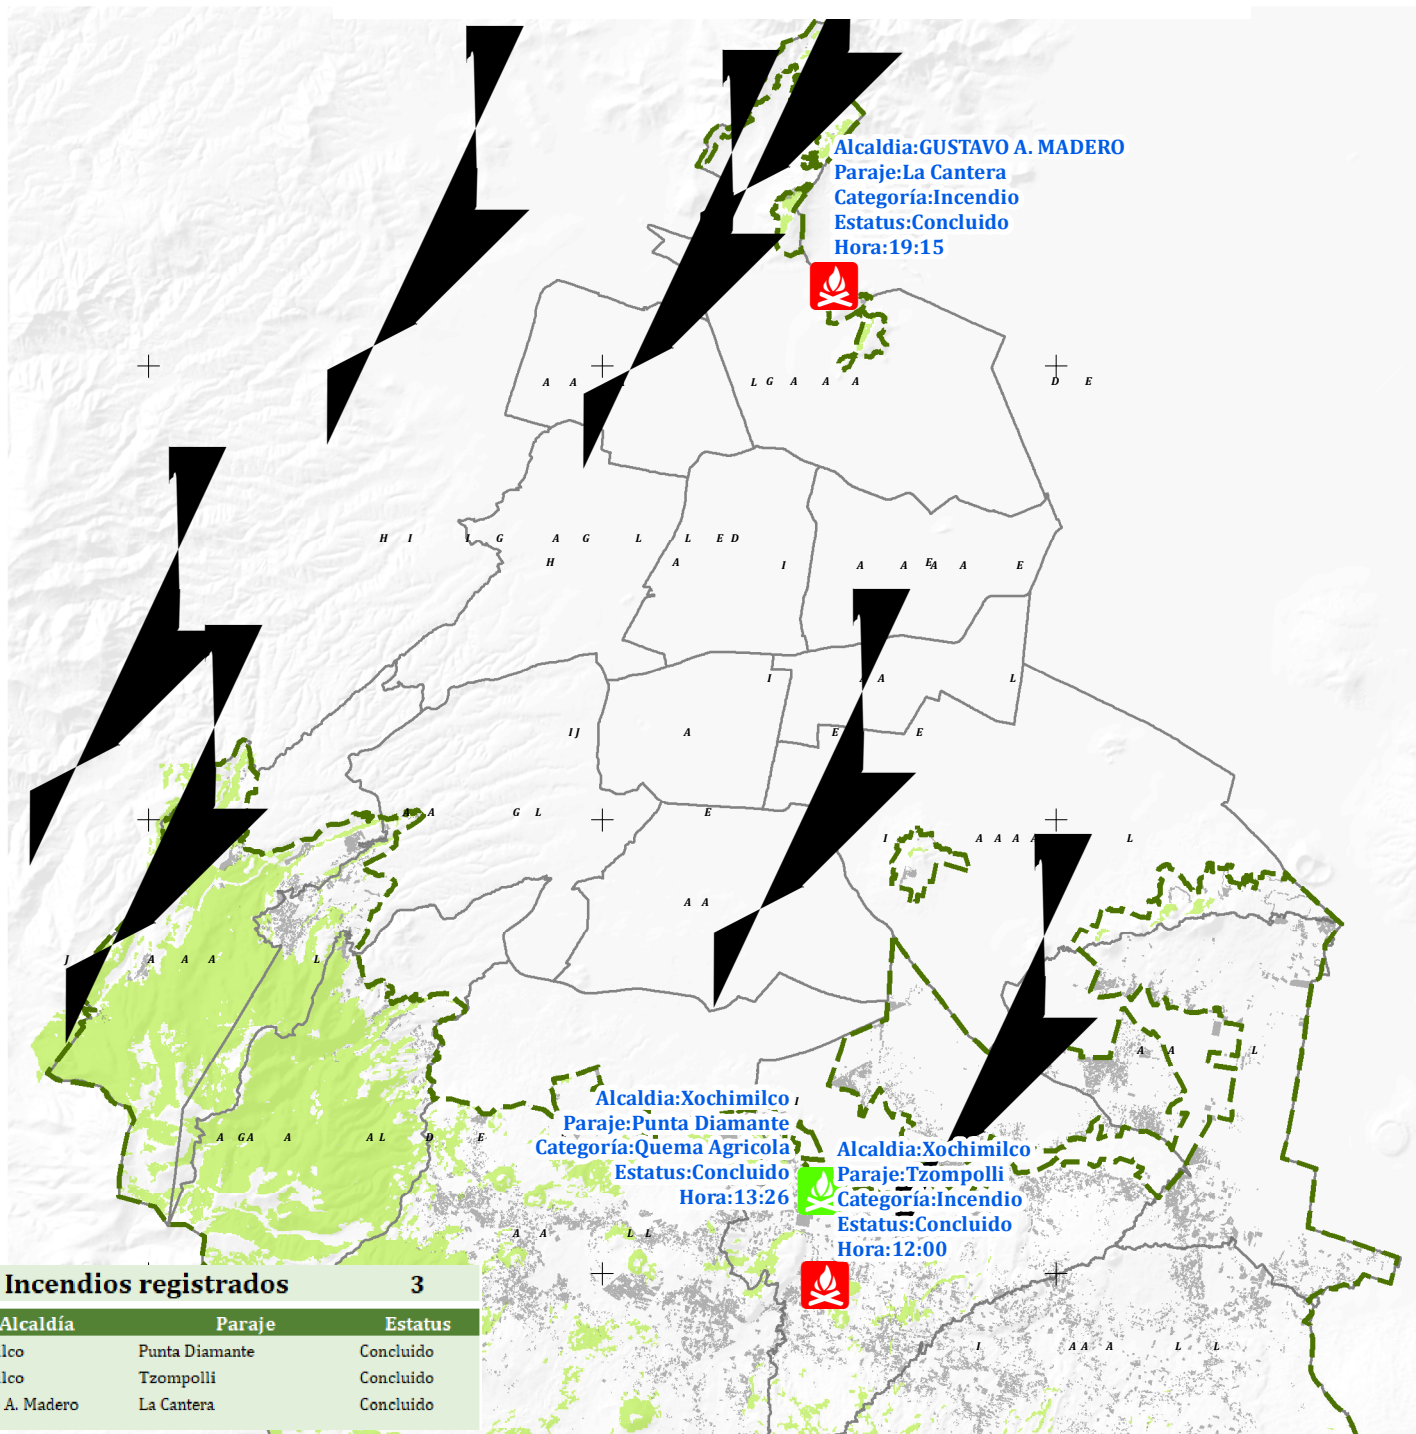 Alcaldia:GUSTAVO A. MADERO
Paraje:La Cantera
Categoría:Incendio
Estatus:Concluido
Hora:19:15
Alcaldia:Xochimilco
Paraje:Punta Diamante
Categoría:Quema Agricola
Estatus:Concluido
Hora:13:26
Alcaldia:Xochimilco
Paraje:Tzompolli
Categoría:Incendio
Estatus:Concluido
Hora:12:00
Incendios registrados 3
Alcaldía Paraje Estatus
lco Punta Diamante Concluido
lco Tzompolli Concluido
A. Madero La Cantera Concluido